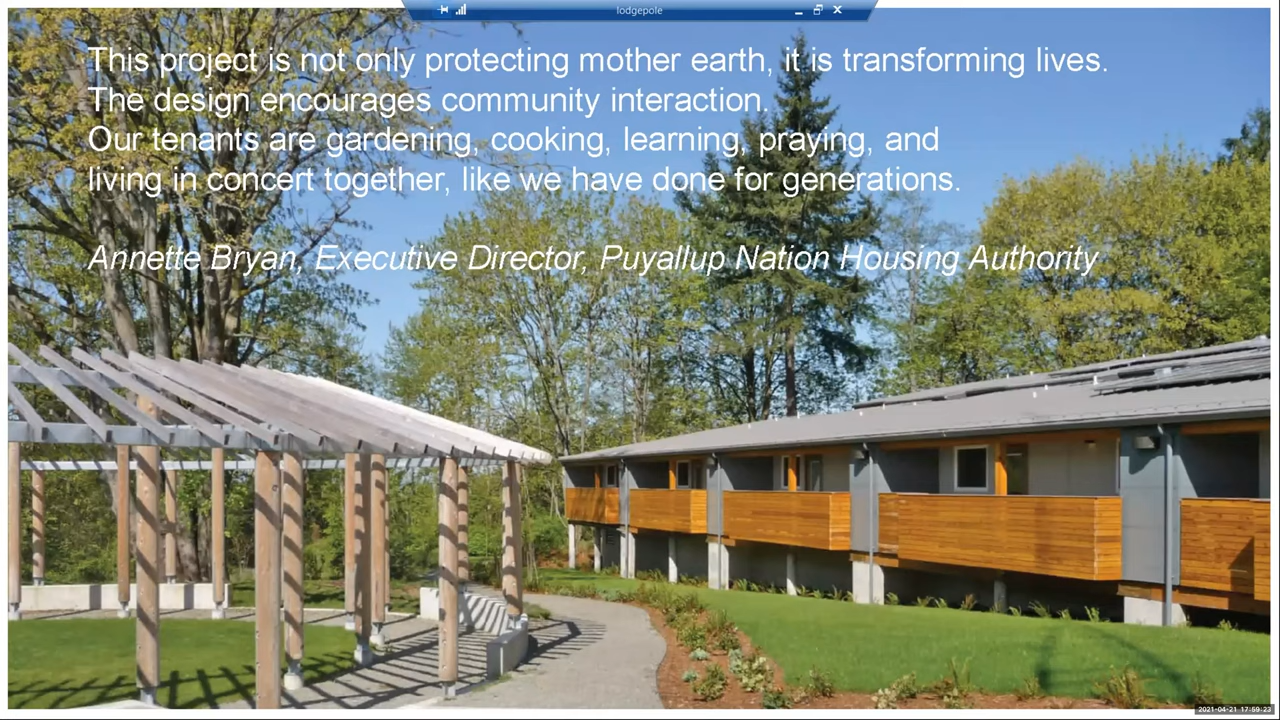 lodgepole
This project is not only protecting mother earth, it is transforming lives.
The design encourages community interaction.
Our tenants are gardening, cooking, learning, praying, and
living in concert together, like we have done for generations.
Annette Bryan, Executive Director, Puyallup Nation Housing Authority
2021-04-21 17:59:23